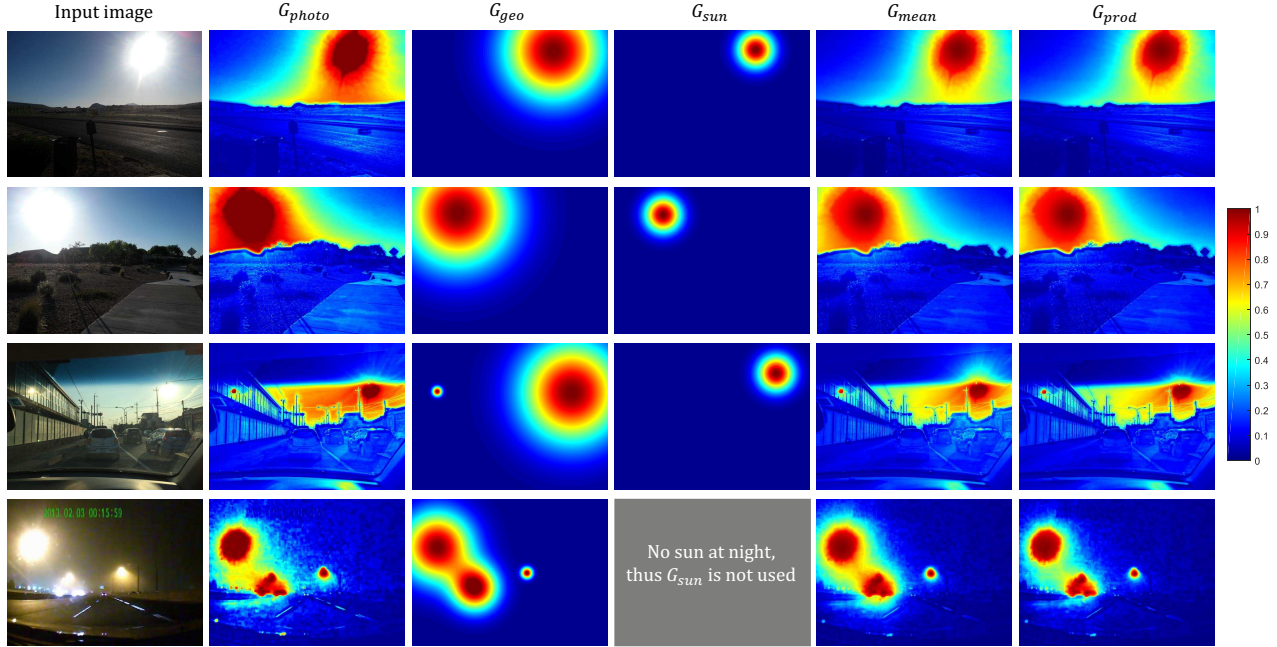 Input image
G_photo
G_geo
G_sun
G_mean
G_prod
1
0.9
0.8
0.7
0.6
0.5
0.4
0.3
0.2
0.1
0
2013.02.03 00:15:59
No sun at night,
thus G_sun is not used